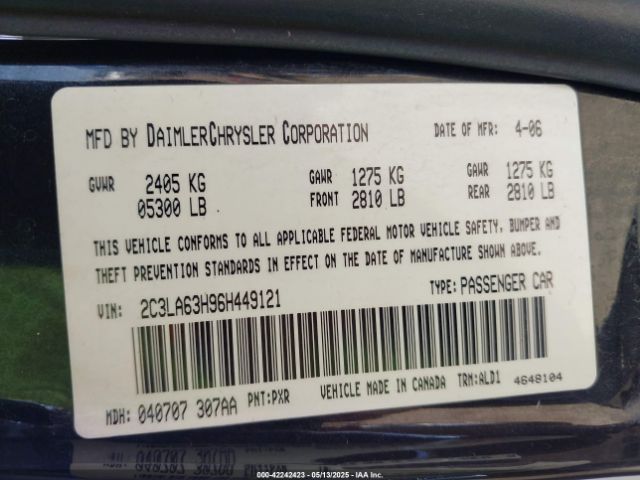 MFD BY DAIMLERCHRYSLER CORPORATION DATE OF MFR: 4-06
GVWR 2405 KG GAWR 1275 KG GAWR 1275 KG
05300 LB FRONT 2810 LB REAR 2810 LB
THIS VEHICLE CONFORMS TO ALL APPLICABLE FEDERAL MOTOR VEHICLE SAFETY, BUMPER AND
THEFT PREVENTION STANDARDS IN EFFECT ON THE DATE OF MANUFACTURE SHOWN ABOVE.
VIN: 2C3LA63H96H449121 TYPE: PASSENGER CAR
MDH: 040707 307AA PNT: PXR VEHICLE MADE IN CANADA TRM: ALD1 4648104
000-42242423 - 05/13/2025 - IAAI.COM